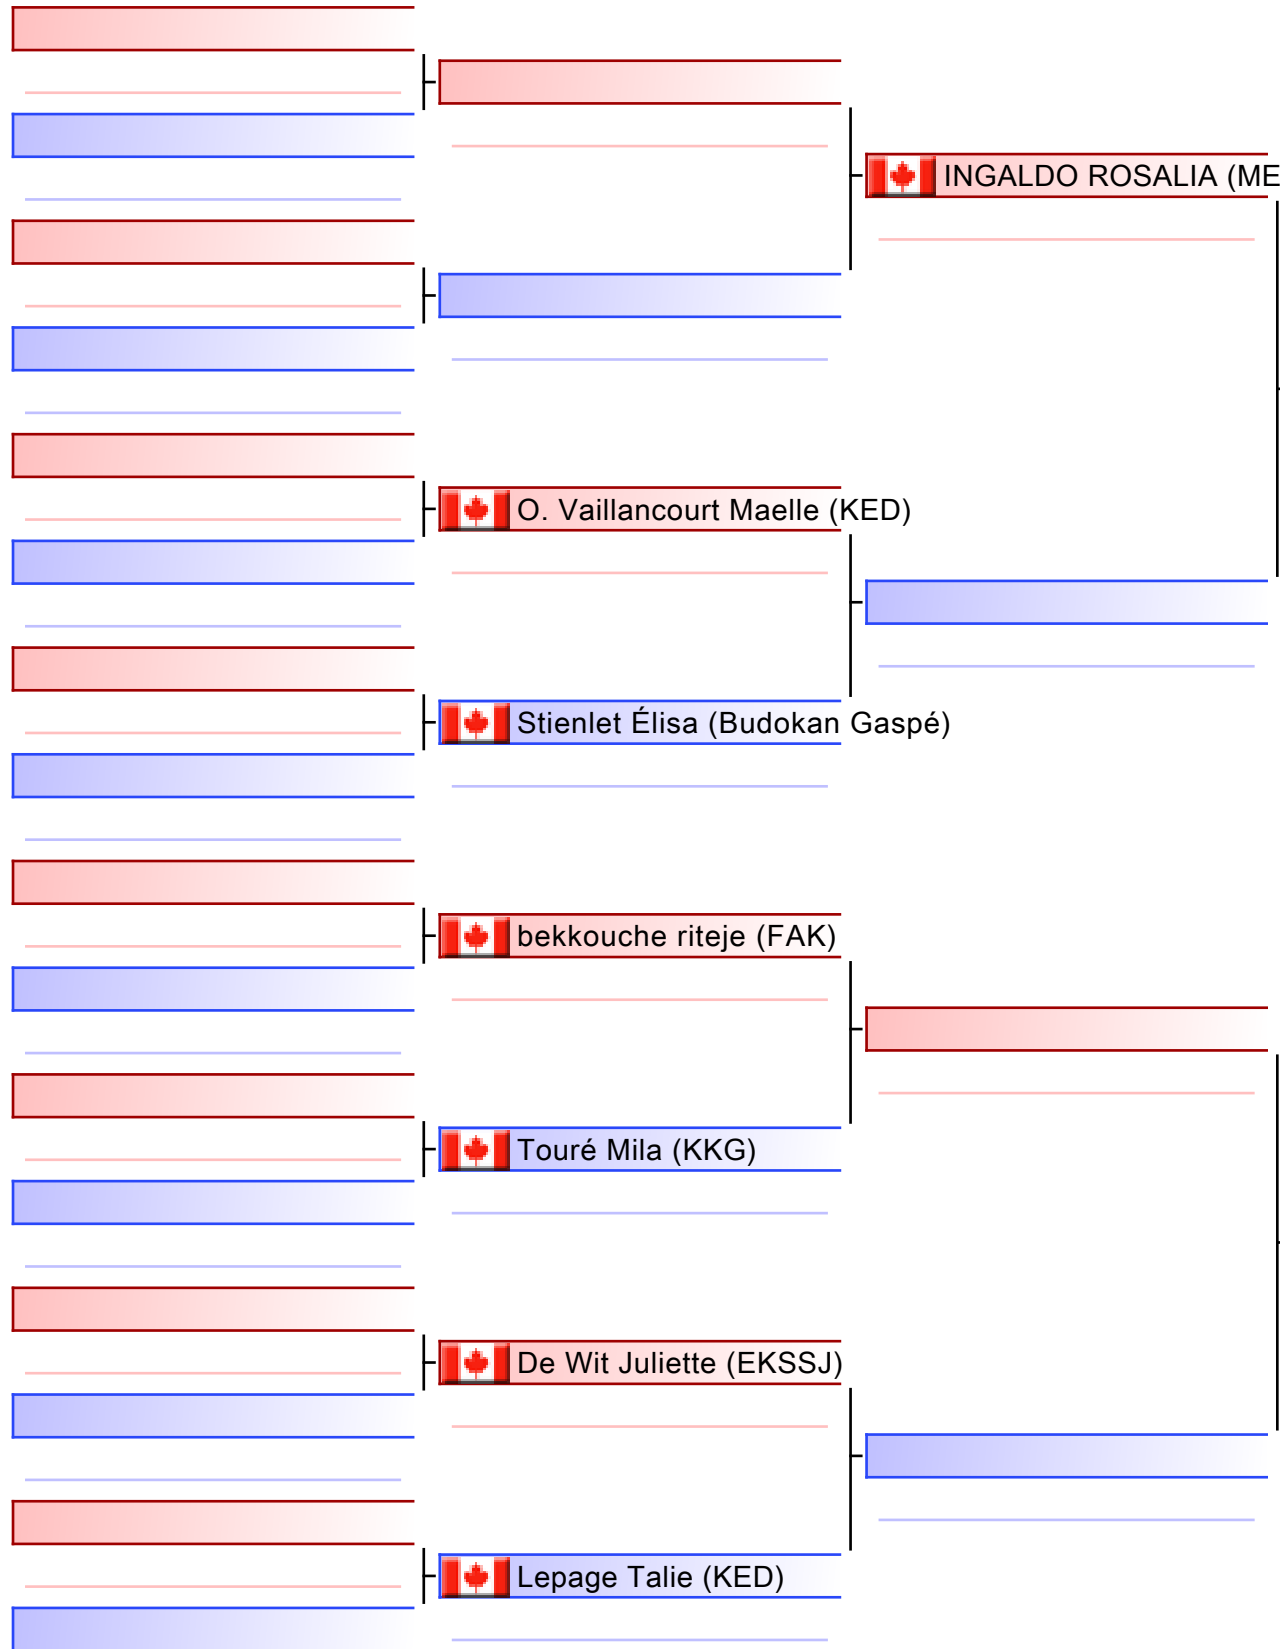 INGALDO ROSALIA (ME
O. Vaillancourt Maelle (KED)
Stienlet Élisa (Budokan Gaspé)
bekkouche riteje (FAK)
Touré Mila (KKG)
De Wit Juliette (EKSSJ)
Lepage Talie (KED)